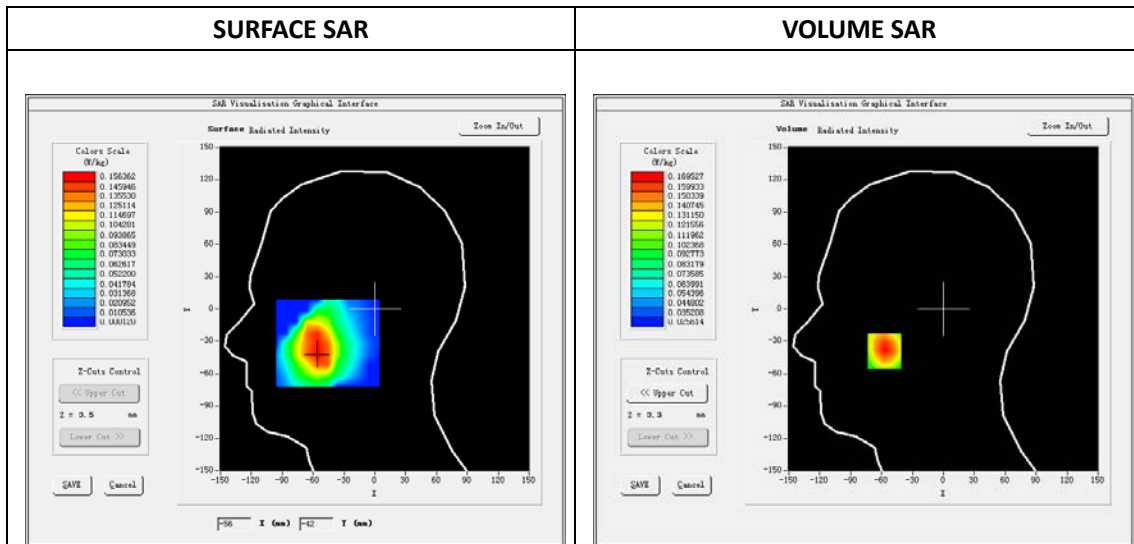 SURFACE SAR
VOLUME SAR
SAR Visualisation Graphical Interface
Surface Radiated Intensity
Zoom In/Out
Colors Scale
(W/kg)
0.156362
0.145946
0.135530
0.125114
0.114697
0.104281
0.093865
0.083449
0.073033
0.062617
0.052200
0.041784
0.031368
0.020952
0.010536
0.000120
Z-Cuts Control
<< Upper Cut
Z = 3.5 mm
Lower Cut >>
SAVE
Cancel
150
120
90
60
30
0
-30
-60
-90
-120
-150
Y
-150 -120 -90 -60 -30 0 30 60 90 120 150
X
-56 X (mm) -42 Y (mm)
SAR Visualisation Graphical Interface
Volume Radiated Intensity
Zoom In/Out
Colors Scale
(W/kg)
0.169527
0.159933
0.150339
0.140745
0.131150
0.121556
0.111962
0.102368
0.092773
0.083179
0.073585
0.063991
0.054396
0.044802
0.035208
0.025614
Z-Cuts Control
<< Upper Cut
Z = 3.3 mm
Lower Cut >>
SAVE
Cancel
150
120
90
60
30
0
-30
-60
-90
-120
-150
Y
-150 -120 -90 -60 -30 0 30 60 90 120 150
X